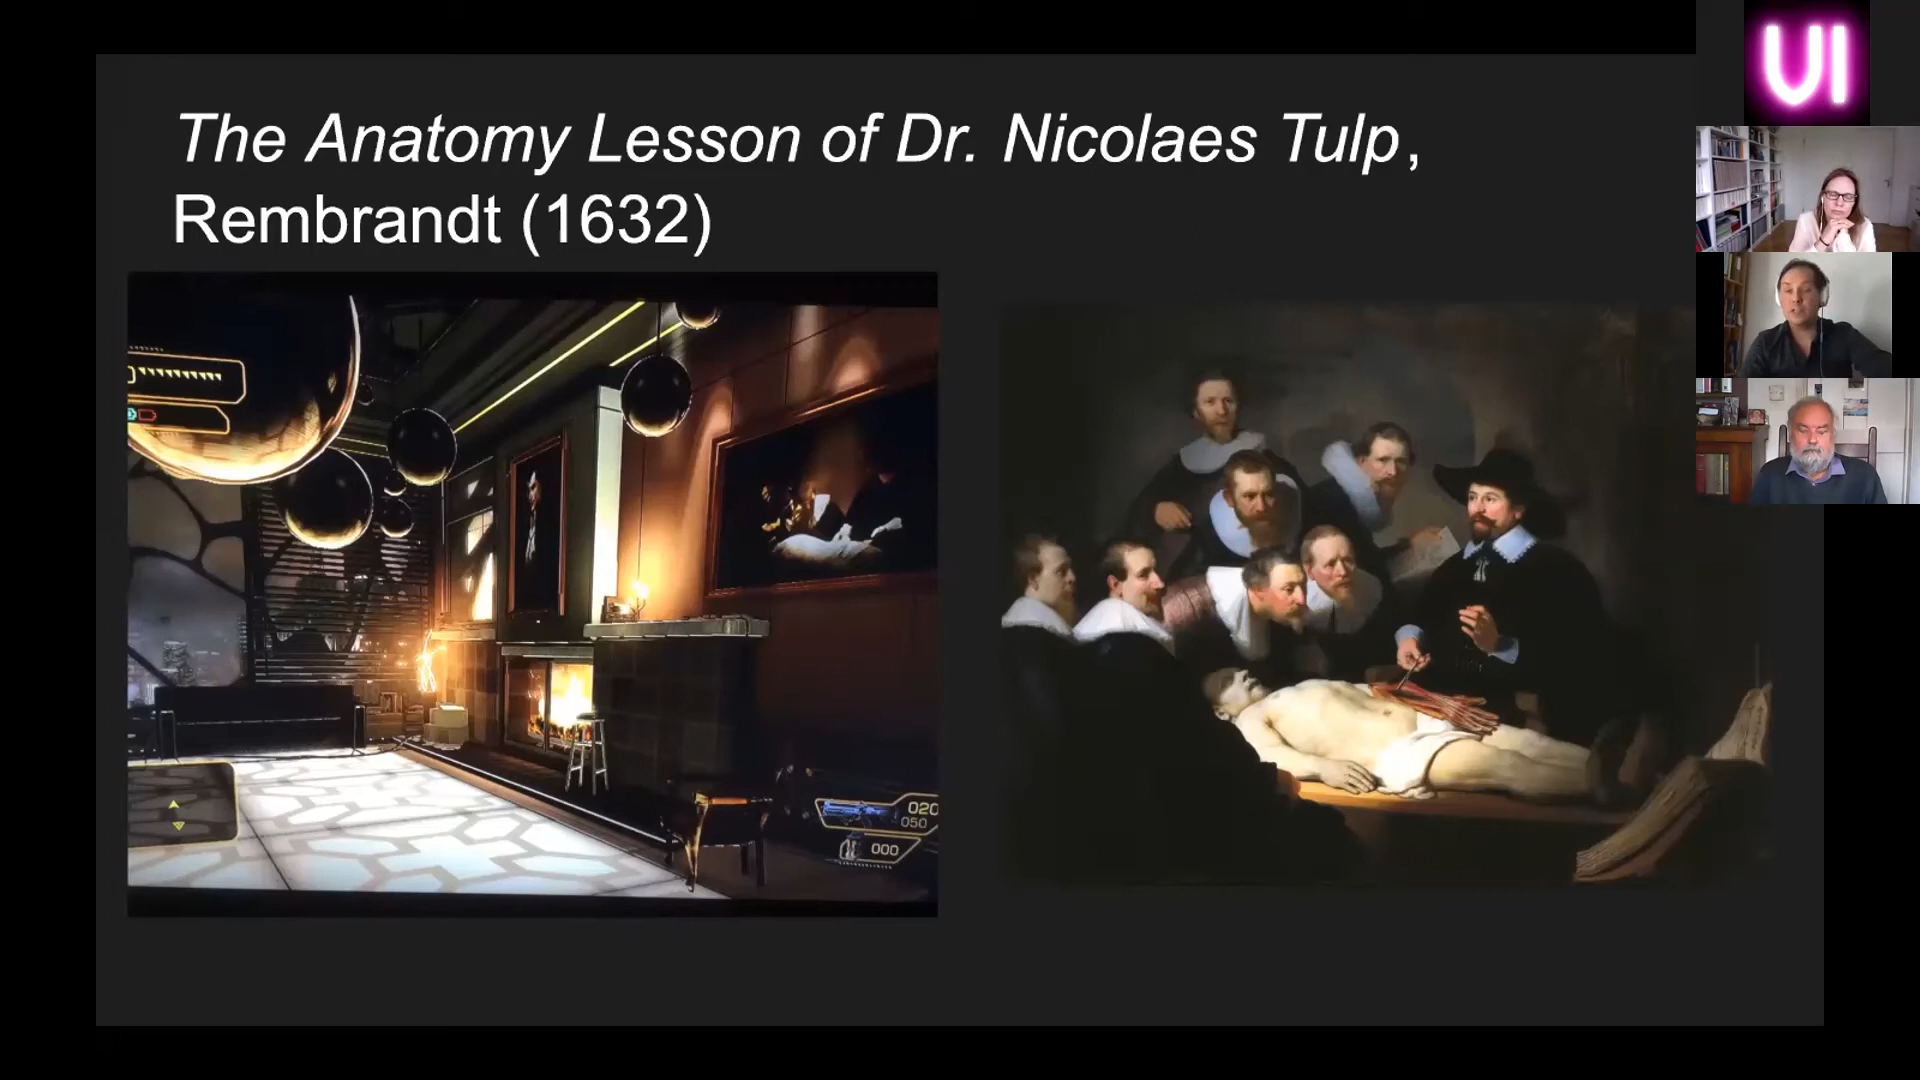 The Anatomy Lesson of Dr. Nicolaes Tulp,
Rembrandt (1632)
UI
020
050
000